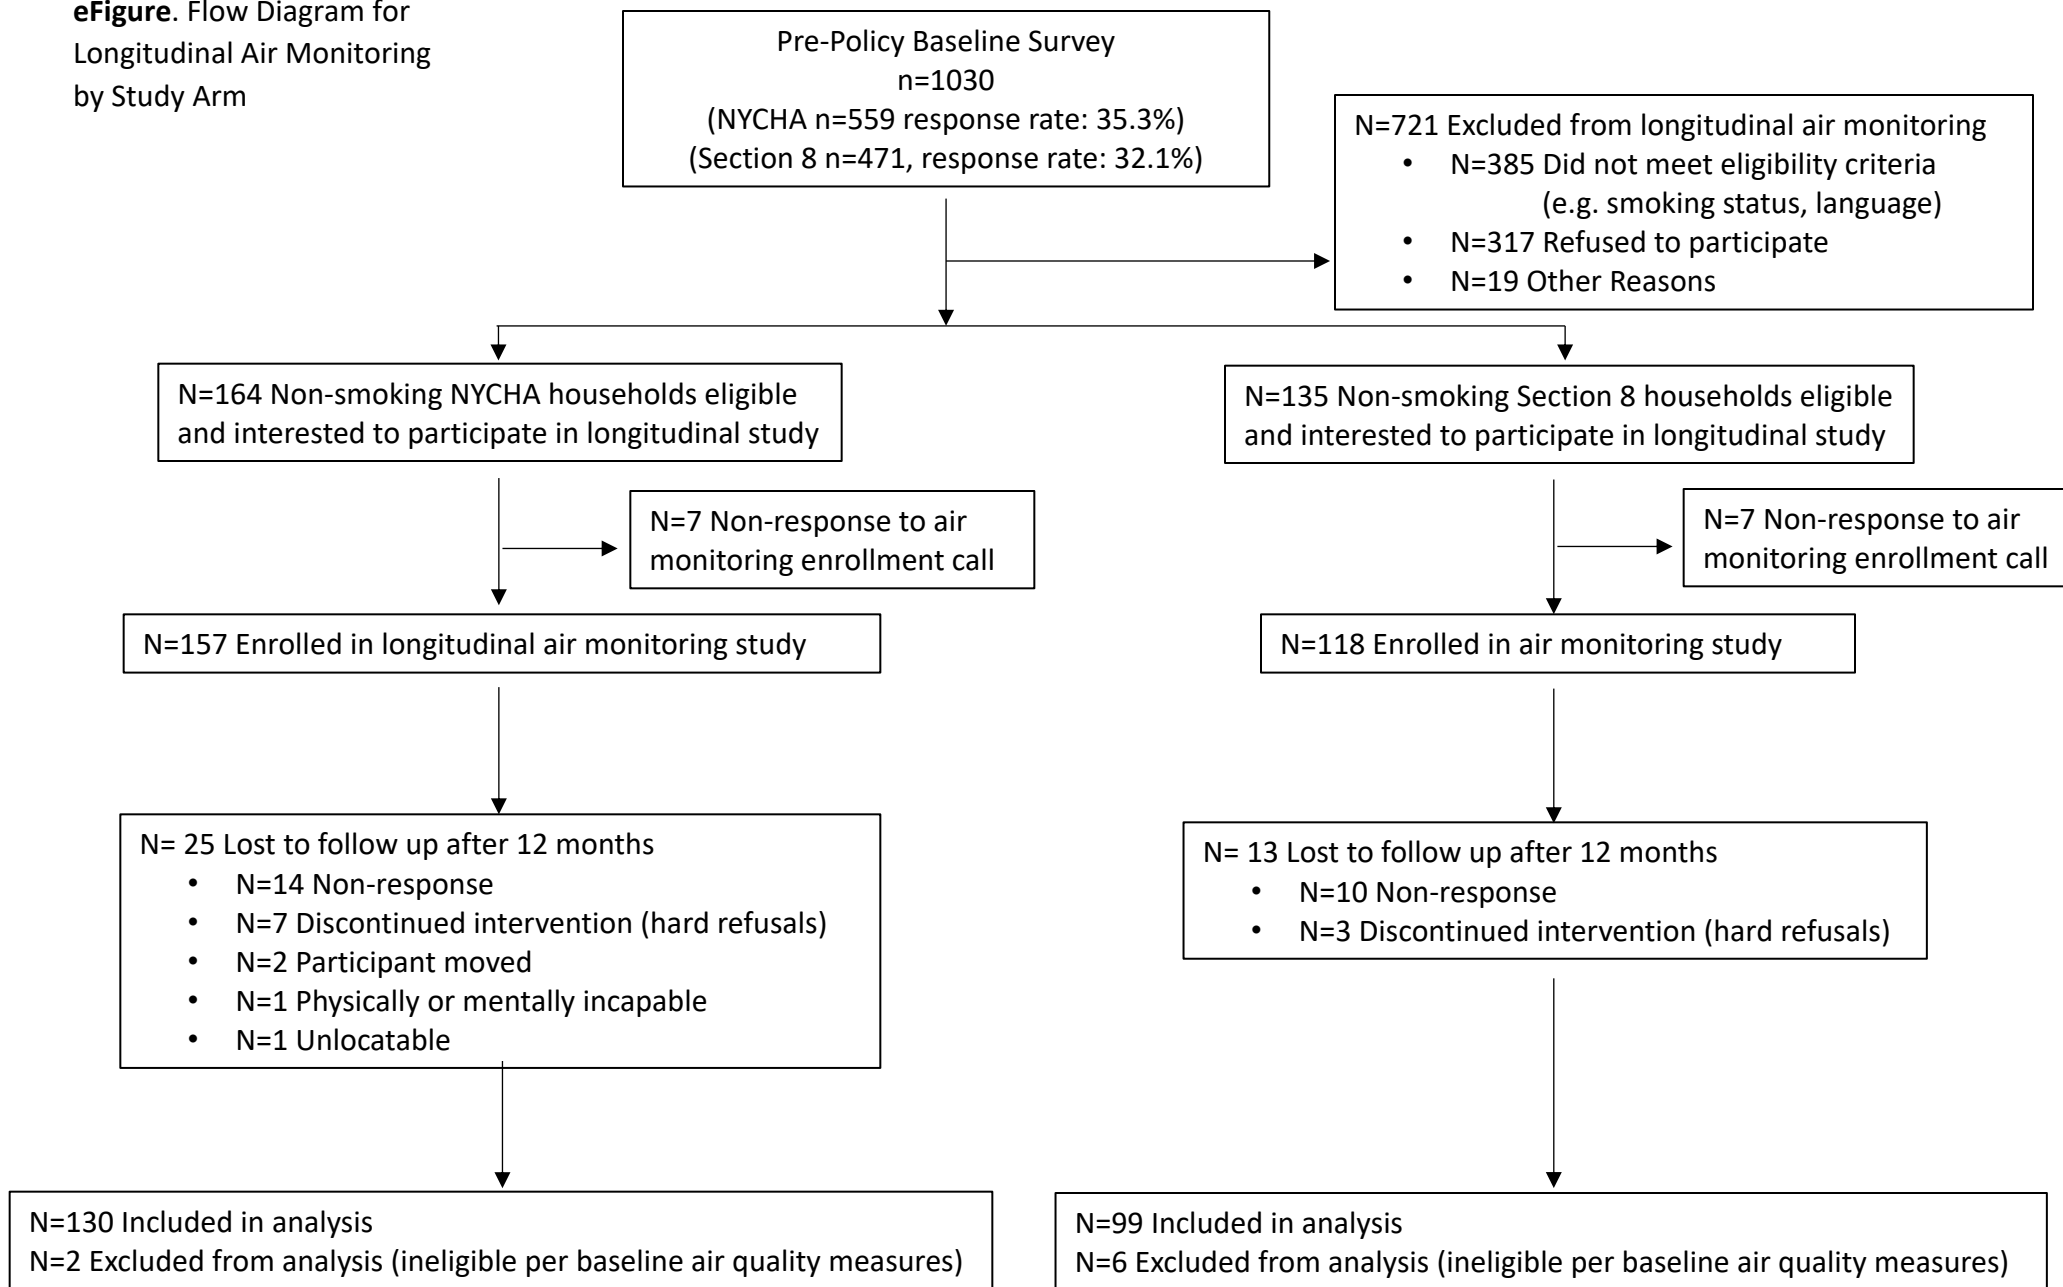 eFigure. Flow Diagram for
Longitudinal Air Monitoring
by Study Arm
Pre-Policy Baseline Survey
n=1030
(NYCHA n=559 response rate: 35.3%)
(Section 8 n=471, response rate: 32.1%)
N=721 Excluded from longitudinal air monitoring
• N=385 Did not meet eligibility criteria
(e.g. smoking status, language)
• N=317 Refused to participate
• N=19 Other Reasons
N=164 Non-smoking NYCHA households eligible
and interested to participate in longitudinal study
N=135 Non-smoking Section 8 households eligible
and interested to participate in longitudinal study
N=7 Non-response to air
monitoring enrollment call
N=7 Non-response to air
monitoring enrollment call
N=157 Enrolled in longitudinal air monitoring study
N=118 Enrolled in air monitoring study
N= 25 Lost to follow up after 12 months
• N=14 Non-response
• N=7 Discontinued intervention (hard refusals)
• N=2 Participant moved
• N=1 Physically or mentally incapable
• N=1 Unlocatable
N= 13 Lost to follow up after 12 months
• N=10 Non-response
• N=3 Discontinued intervention (hard refusals)
N=130 Included in analysis
N=2 Excluded from analysis (ineligible per baseline air quality measures)
N=99 Included in analysis
N=6 Excluded from analysis (ineligible per baseline air quality measures)